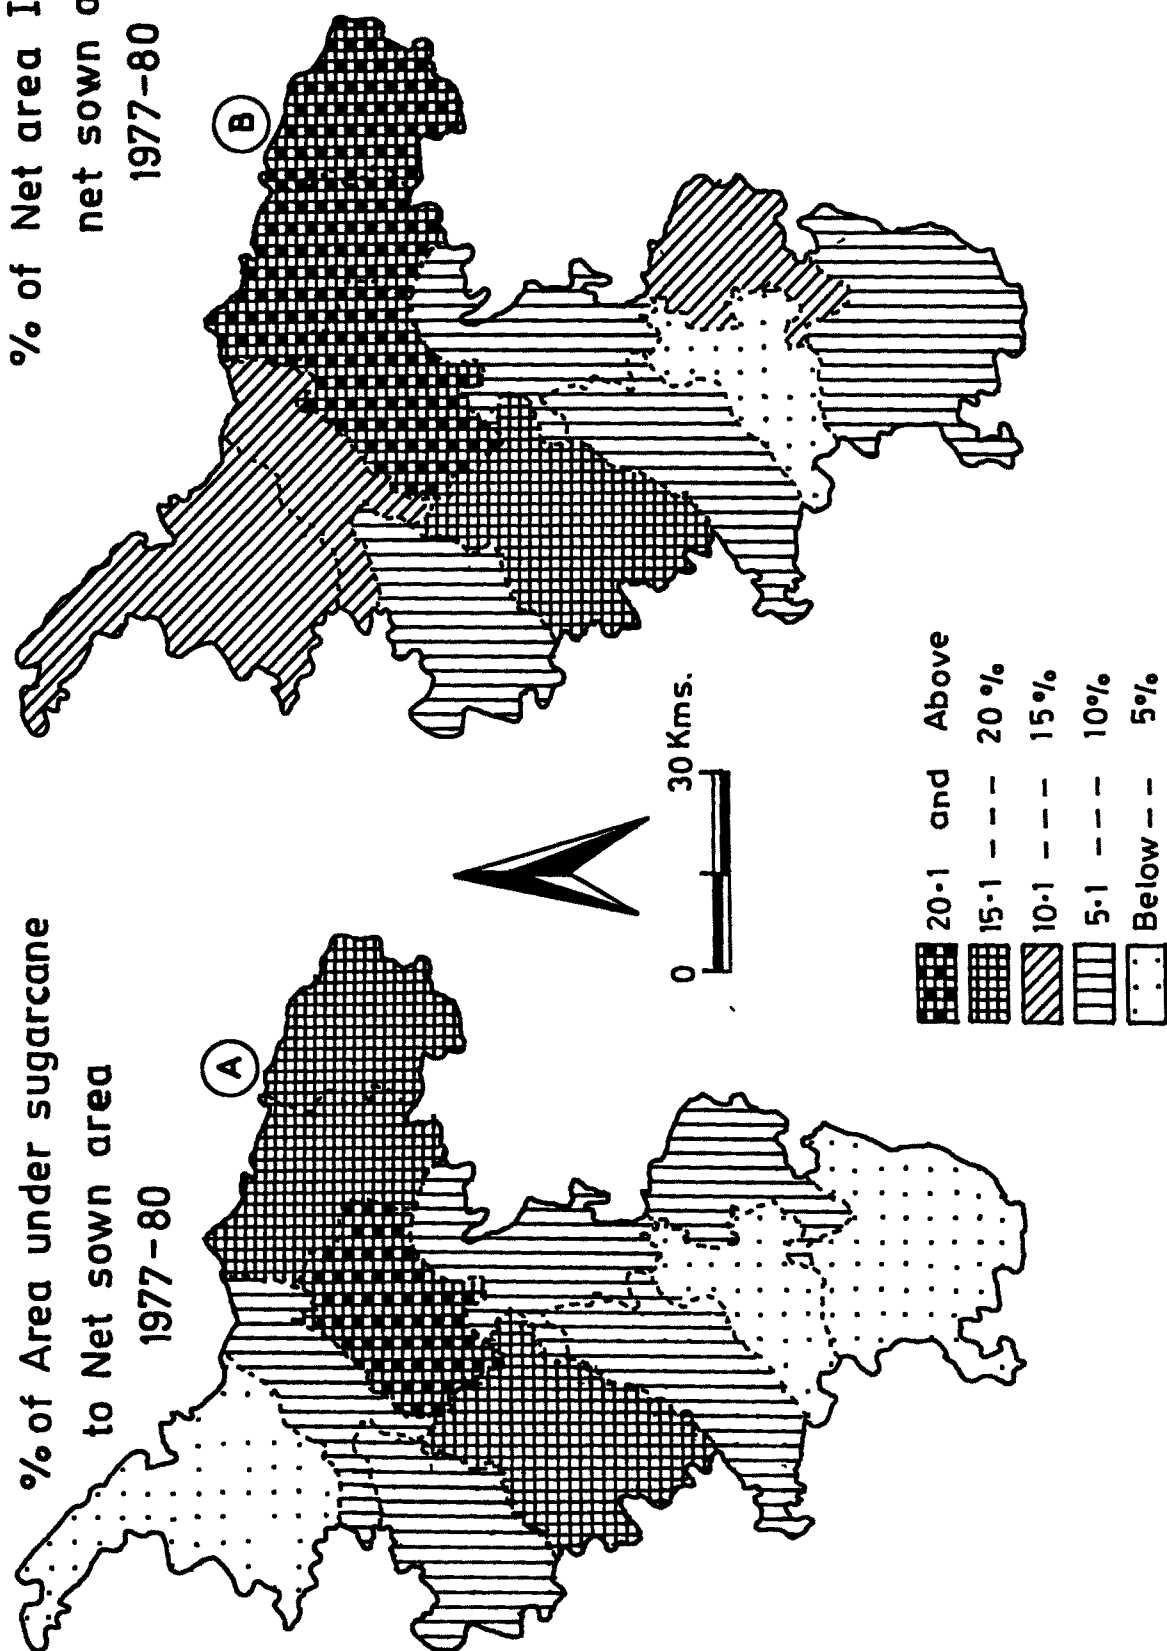 % of Area under sugarcane
to Net sown area
1977-80
A
% of Net area I
net sown
1977-80
B
0 30 Kms.
20·1 and Above
15·1 --- 20%
10·1 --- 15%
5·1 --- 10%
Below -- 5%